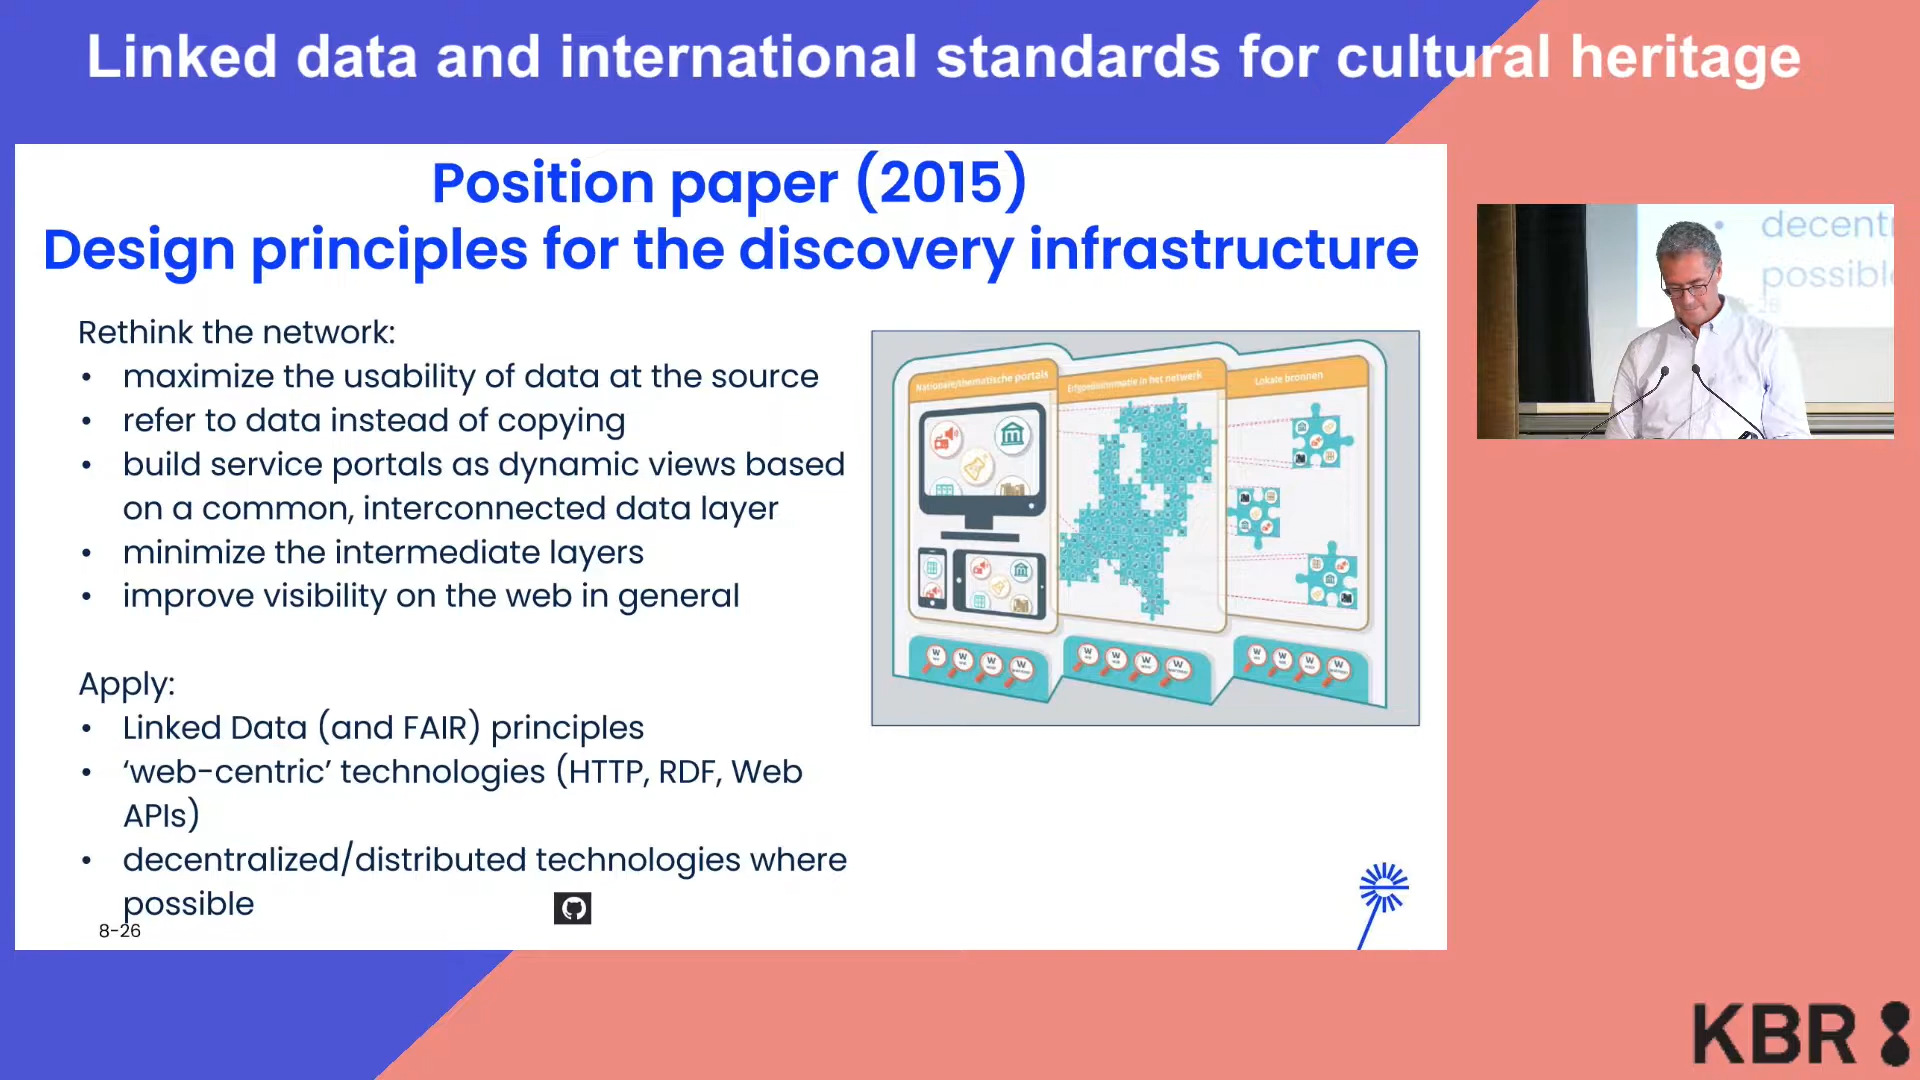 Linked data and international standards for cultural heritage
Position paper (2015)
Design principles for the discovery infrastructure
Rethink the network:
• maximize the usability of data at the source
• refer to data instead of copying
• build service portals as dynamic views based
on a common, interconnected data layer
• minimize the intermediate layers
• improve visibility on the web in general
Apply:
• Linked Data (and FAIR) principles
• ‘web-centric’ technologies (HTTP, RDF, Web
APIs)
• decentralized/distributed technologies where
possible
8-26
Nationale/thematische portals
Erfgoedinformatie in het netwerk
Lokale bronnen
• decentr
possibl
KBR